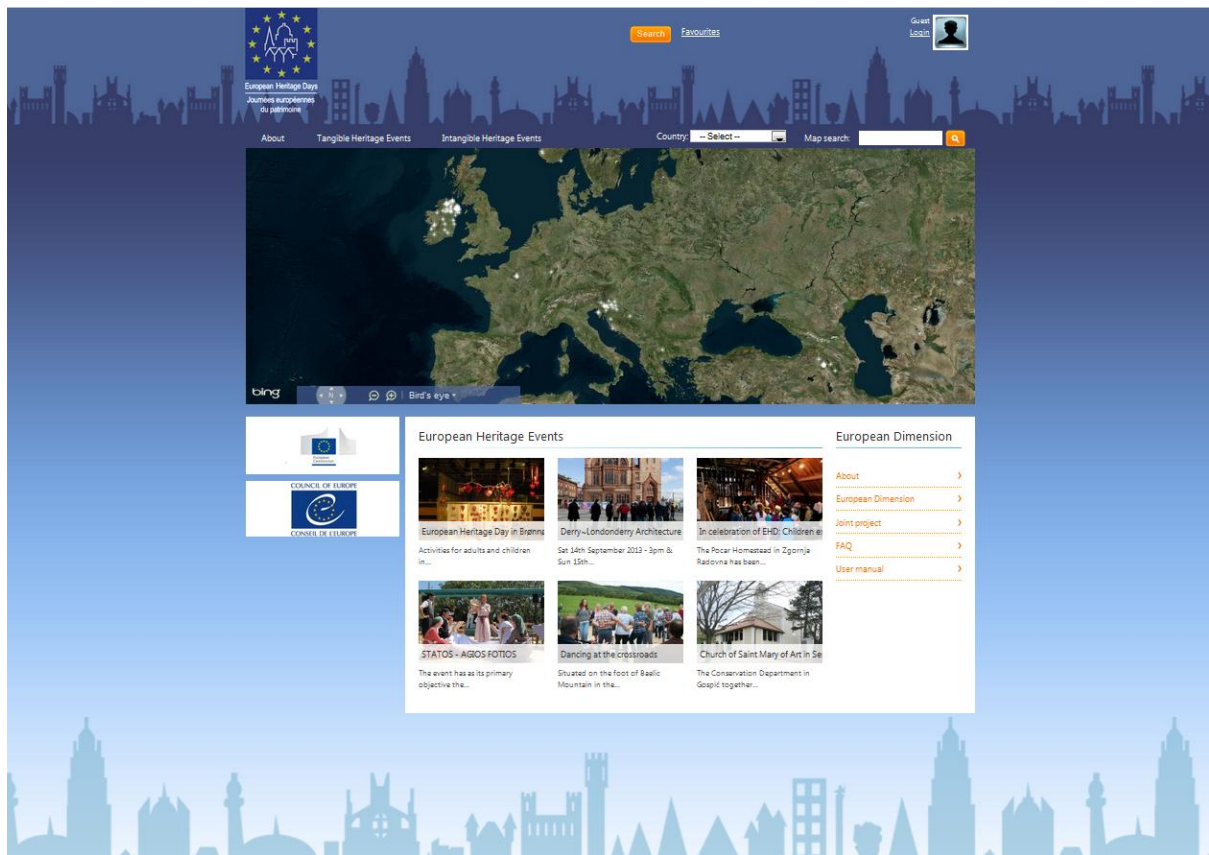 European Heritage Days
Journées européennes
du patrimoine
Search
Favourites
Guest
Login
About
Tangible Heritage Events
Intangible Heritage Events
Country:
-- Select --
Map search:
bing
N
Bird's eye
European
Commission
COUNCIL OF EUROPE
CONSEIL DE L'EUROPE
European Heritage Events
European Heritage Day in Brønnø
Derry~Londonderry Architecture
In celebration of EHD: Children ex
Activities for adults and children
in...
Sat 14th September 2013 - 3pm &
Sun 15th...
The Pocar Homestead in Zgornja
Radovna has been...
STATOS - AGIOS FOTIOS
Dancing at the crossroads
Church of Saint Mary of Art in Se
The event has as its primary
objective the...
Situated on the foot of Baelic
Mountain in the...
The Conservation Department in
Gospić together...
European Dimension
About
European Dimension
Joint project
FAQ
User manual